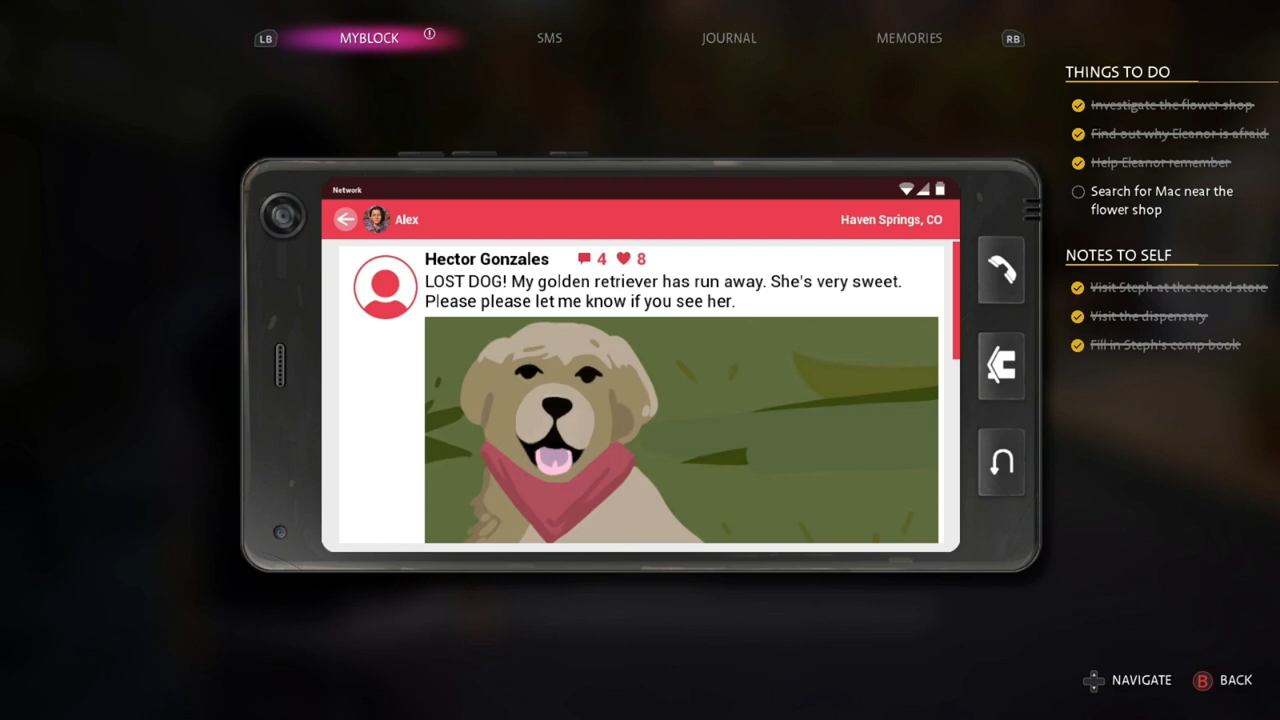 LB
MYBLOCK
SMS
JOURNAL
MEMORIES
RB
THINGS TO DO
Investigate the flower shop
Find out why Eleanor is afraid
Help Eleanor remember
Search for Mac near the
flower shop
NOTES TO SELF
Visit Steph at the record store
Visit the dispensary
Fill in Steph's comp book
Network
Alex
Haven Springs, CO
Hector Gonzales 4 8
LOST DOG! My golden retriever has run away. She's very sweet.
Please please let me know if you see her.
NAVIGATE
B BACK